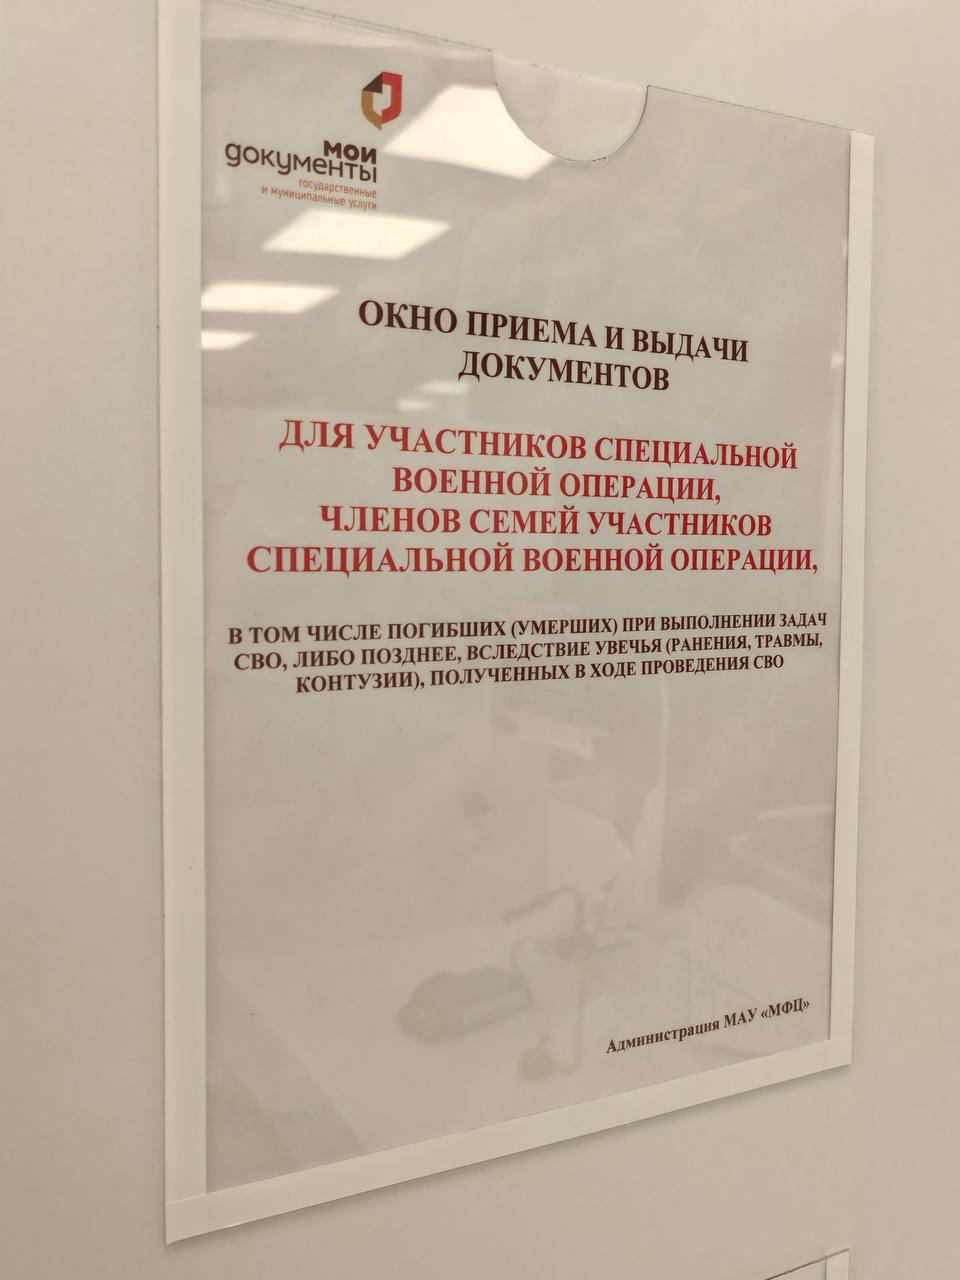 мои
документы
государственные
и муниципальные услуги
ОКНО ПРИЕМА И ВЫДАЧИ
ДОКУМЕНТОВ
ДЛЯ УЧАСТНИКОВ СПЕЦИАЛЬНОЙ
ВОЕННОЙ ОПЕРАЦИИ,
ЧЛЕНОВ СЕМЕЙ УЧАСТНИКОВ
СПЕЦИАЛЬНОЙ ВОЕННОЙ ОПЕРАЦИИ,
В ТОМ ЧИСЛЕ ПОГИБШИХ (УМЕРШИХ) ПРИ ВЫПОЛНЕНИИ ЗАДАЧ
СВО, ЛИБО ПОЗДНЕЕ, ВСЛЕДСТВИЕ УВЕЧЬЯ (РАНЕНИЯ, ТРАВМЫ,
КОНТУЗИИ), ПОЛУЧЕННЫХ В ХОДЕ ПРОВЕДЕНИЯ СВО
Администрация МАУ «МФЦ»